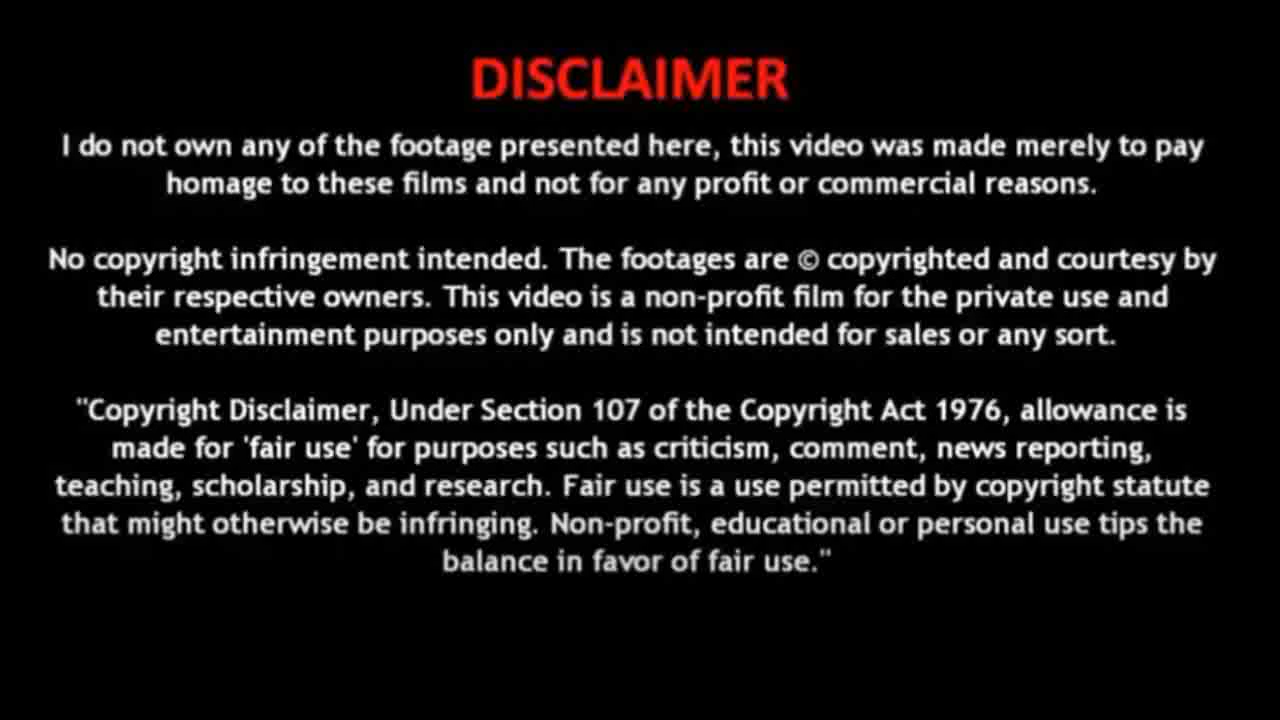 DISCLAIMER
I do not own any of the footage presented here, this video was made merely to pay
homage to these films and not for any profit or commercial reasons.
No copyright infringement intended. The footages are © copyrighted and courtesy by
their respective owners. This video is a non-profit film for the private use and
entertainment purposes only and is not intended for sales or any sort.
"Copyright Disclaimer, Under Section 107 of the Copyright Act 1976, allowance is
made for 'fair use' for purposes such as criticism, comment, news reporting,
teaching, scholarship, and research. Fair use is a use permitted by copyright statute
that might otherwise be infringing. Non-profit, educational or personal use tips the
balance in favor of fair use."